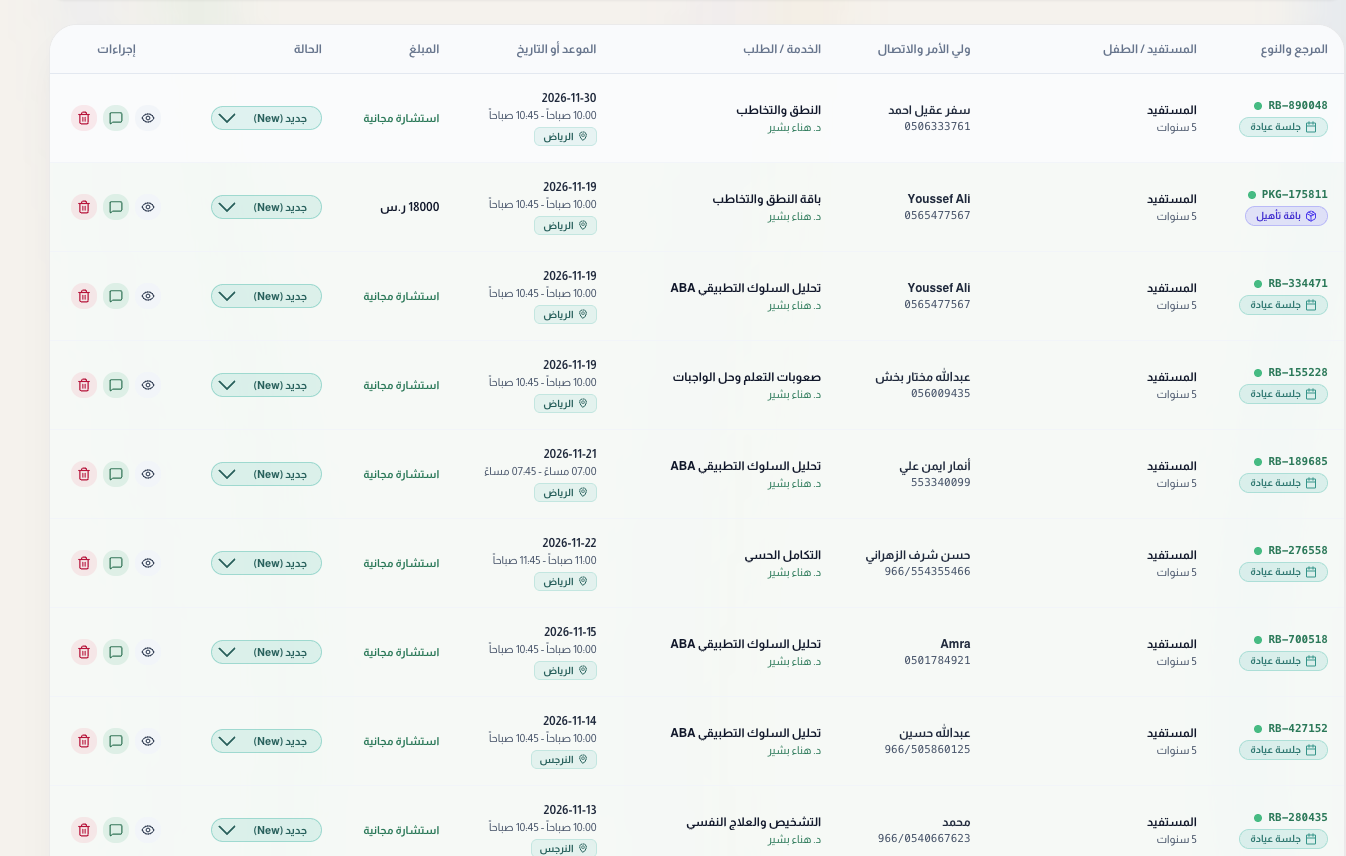 المرجع والنوع
المستفيد / الطفل
ولي الأمر والاتصال
الخدمة / الطلب
الموعد أو التاريخ
المبلغ
الحالة
إجراءات
RB-890048
جلسة عيادة
المستفيد
5 سنوات
سفر عقيل احمد
0506333761
النطق والتخاطب
د. هناء بشير
2026-11-30
10:00 صباحاً - 10:45 صباحاً
الرياض
استشارة مجانية
جديد (New)
PKG-175811
باقة تأهيل
المستفيد
5 سنوات
Youssef Ali
0565477567
باقة النطق والتخاطب
د. هناء بشير
2026-11-19
10:00 صباحاً - 10:45 صباحاً
الرياض
18000 ر.س
جديد (New)
RB-334471
جلسة عيادة
المستفيد
5 سنوات
Youssef Ali
0565477567
تحليل السلوك التطبيقي ABA
د. هناء بشير
2026-11-19
10:00 صباحاً - 10:45 صباحاً
الرياض
استشارة مجانية
جديد (New)
RB-155228
جلسة عيادة
المستفيد
5 سنوات
عبدالله مختار بخش
056009435
صعوبات التعلم وحل الواجبات
د. هناء بشير
2026-11-19
10:00 صباحاً - 10:45 صباحاً
الرياض
استشارة مجانية
جديد (New)
RB-189685
جلسة عيادة
المستفيد
5 سنوات
أنمار ايمن علي
553340099
تحليل السلوك التطبيقي ABA
د. هناء بشير
2026-11-21
07:00 مساءً - 07:45 مساءً
الرياض
استشارة مجانية
جديد (New)
RB-276558
جلسة عيادة
المستفيد
5 سنوات
حسن شرف الزهراني
966/554355466
التكامل الحسي
د. هناء بشير
2026-11-22
11:00 صباحاً - 11:45 صباحاً
الرياض
استشارة مجانية
جديد (New)
RB-700518
جلسة عيادة
المستفيد
5 سنوات
Amra
0501784921
تحليل السلوك التطبيقي ABA
د. هناء بشير
2026-11-15
10:00 صباحاً - 10:45 صباحاً
الرياض
استشارة مجانية
جديد (New)
RB-427152
جلسة عيادة
المستفيد
5 سنوات
عبدالله حسين
966/505860125
تحليل السلوك التطبيقي ABA
د. هناء بشير
2026-11-14
10:00 صباحاً - 10:45 صباحاً
النرجس
استشارة مجانية
جديد (New)
RB-280435
جلسة عيادة
المستفيد
5 سنوات
محمد
966/0540667623
التشخيص والعلاج النفسي
د. هناء بشير
2026-11-13
10:00 صباحاً - 10:45 صباحاً
النرجس
استشارة مجانية
جديد (New)